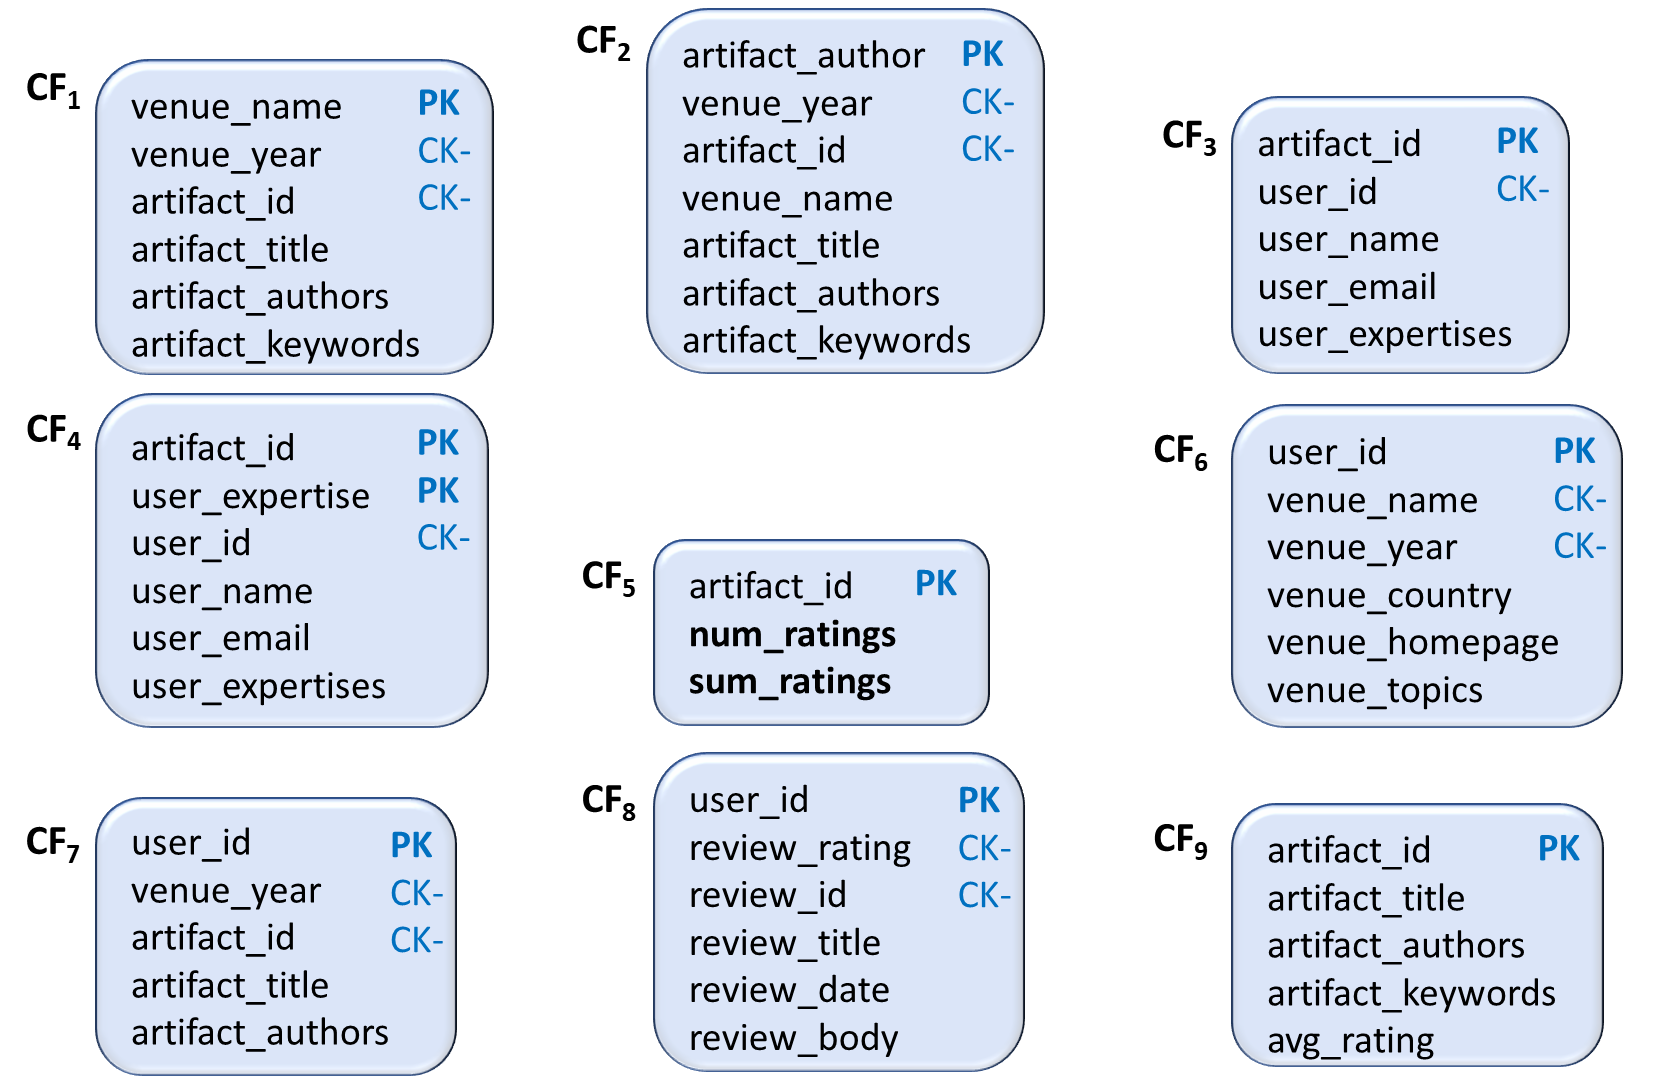 CF1
venue_name PK
venue_year CK-
artifact_id CK-
artifact_title
artifact_authors
artifact_keywords
CF2
artifact_author PK
venue_year CK-
artifact_id CK-
venue_name
artifact_title
artifact_authors
artifact_keywords
CF3
artifact_id PK
user_id CK-
user_name
user_email
user_expertises
CF4
artifact_id PK
user_expertise PK
user_id CK-
user_name
user_email
user_expertises
CF5
artifact_id PK
num_ratings
sum_ratings
CF6
user_id PK
venue_name CK-
venue_year CK-
venue_country
venue_homepage
venue_topics
CF7
user_id PK
venue_year CK-
artifact_id CK-
artifact_title
artifact_authors
CF8
user_id PK
review_rating CK-
review_id CK-
review_title
review_date
review_body
CF9
artifact_id PK
artifact_title
artifact_authors
artifact_keywords
avg_rating